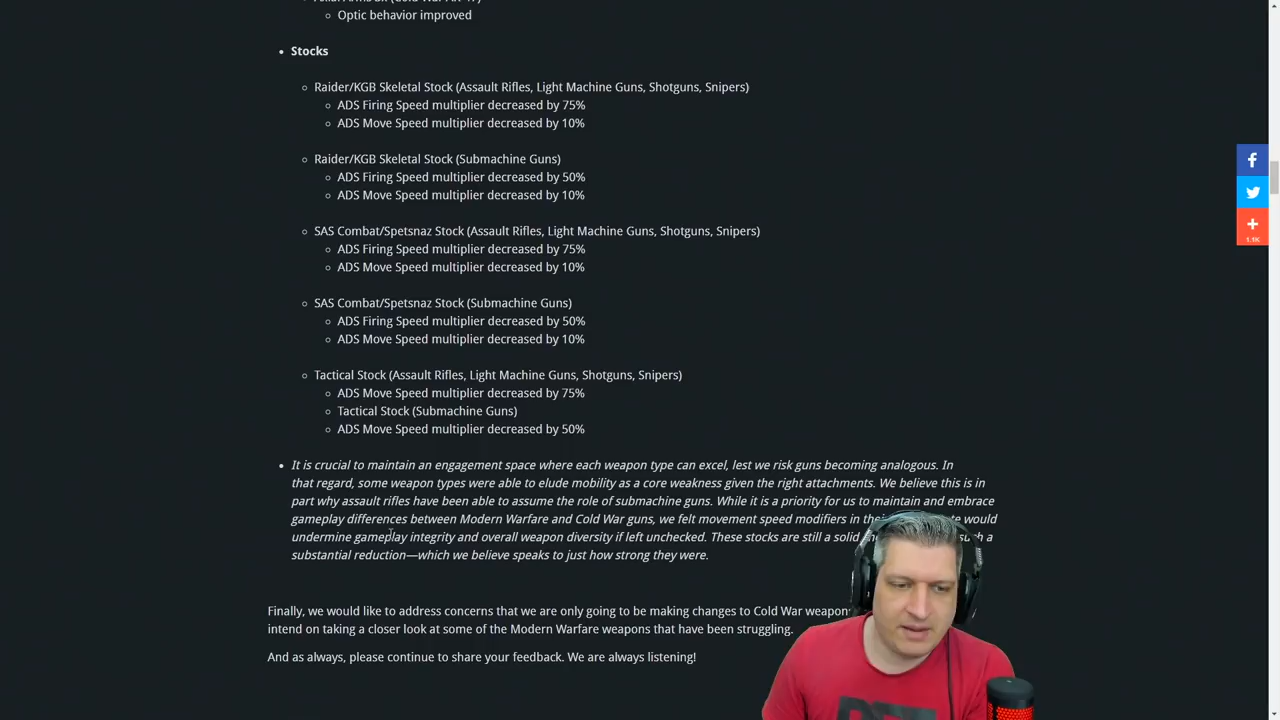 Optic behavior improved
Stocks
Raider/KGB Skeletal Stock (Assault Rifles, Light Machine Guns, Shotguns, Snipers)
ADS Firing Speed multiplier decreased by 75%
ADS Move Speed multiplier decreased by 10%
Raider/KGB Skeletal Stock (Submachine Guns)
ADS Firing Speed multiplier decreased by 50%
ADS Move Speed multiplier decreased by 10%
SAS Combat/Spetsnaz Stock (Assault Rifles, Light Machine Guns, Shotguns, Snipers)
ADS Firing Speed multiplier decreased by 75%
ADS Move Speed multiplier decreased by 10%
SAS Combat/Spetsnaz Stock (Submachine Guns)
ADS Firing Speed multiplier decreased by 50%
ADS Move Speed multiplier decreased by 10%
Tactical Stock (Assault Rifles, Light Machine Guns, Shotguns, Snipers)
ADS Move Speed multiplier decreased by 75%
Tactical Stock (Submachine Guns)
ADS Move Speed multiplier decreased by 50%
It is crucial to maintain an engagement space where each weapon type can excel, lest we risk guns becoming analogous. In
that regard, some weapon types were able to elude mobility as a core weakness given the right attachments. We believe this is in
part why assault rifles have been able to assume the role of submachine guns. While it is a priority for us to maintain and embrace
gameplay differences between Modern Warfare and Cold War guns, we felt movement speed modifiers in would
undermine gameplay integrity and overall weapon diversity if left unchecked. These stocks are still a solid a
substantial reduction—which we believe speaks to just how strong they were.
Finally, we would like to address concerns that we are only going to be making changes to Cold War weapons
intend on taking a closer look at some of the Modern Warfare weapons that have been struggling.
And as always, please continue to share your feedback. We are always listening!
1.1K